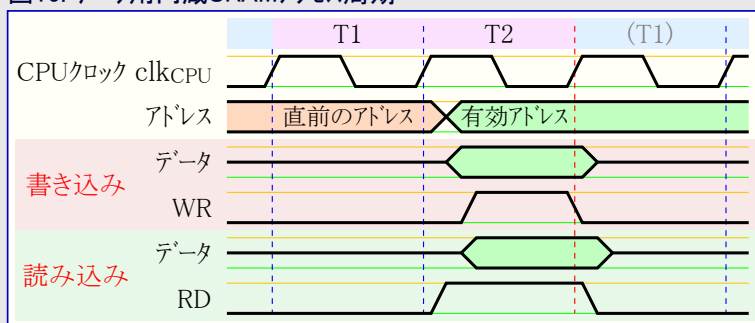 T1 T2 (T1)
CPUクロック clkCPU
アドレス 直前のアドレス 有効アドレス
書き込み
データ
WR
読み込み
データ
RD